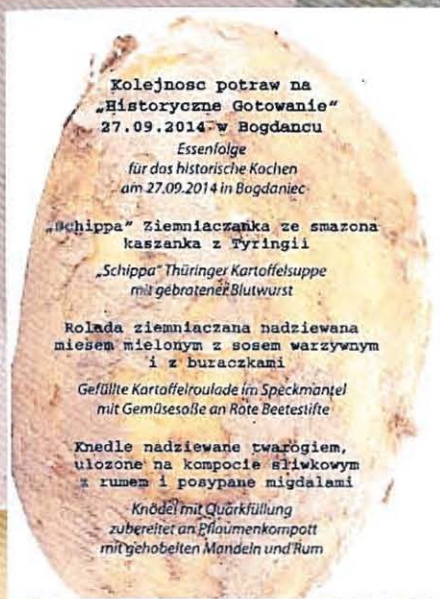 Kolejnosc potraw na
„Historyczne Gotowanie“
27.09.2014 w Bogdancu
Essenfolge
für das historische Kochen
am 27.09.2014 in Bogdaniec
„Schippa“ Ziemniaczanka ze smazona
kaszanka z Tyringii
„Schippa“ Thüringer Kartoffelsuppe
mit gebratener Blutwurst
Rolada ziemniaczana nadziewana
miesem mielonym z sosem warzywnym
i z buraczkami
Gefüllte Kartoffelroulade im Speckmantel
mit Gemüsesoße an Rote Beetestifte
Knedle nadziewane twarogiem,
ulozone na kompocie sliwkowym
z rumem i posypane migdalami
Knödel mit Quarkfüllung
zubereitet an Pflaumenkompott
mit gehobelten Mandeln und Rum